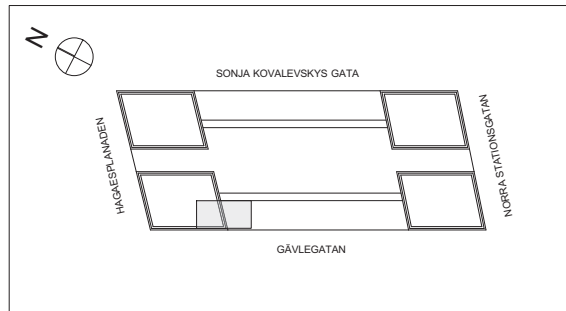 N
SONJA KOVALEVSKYS GATA
HAGAESPLANADEN
NORRA STATIONSGATAN
GÄVLEGATAN